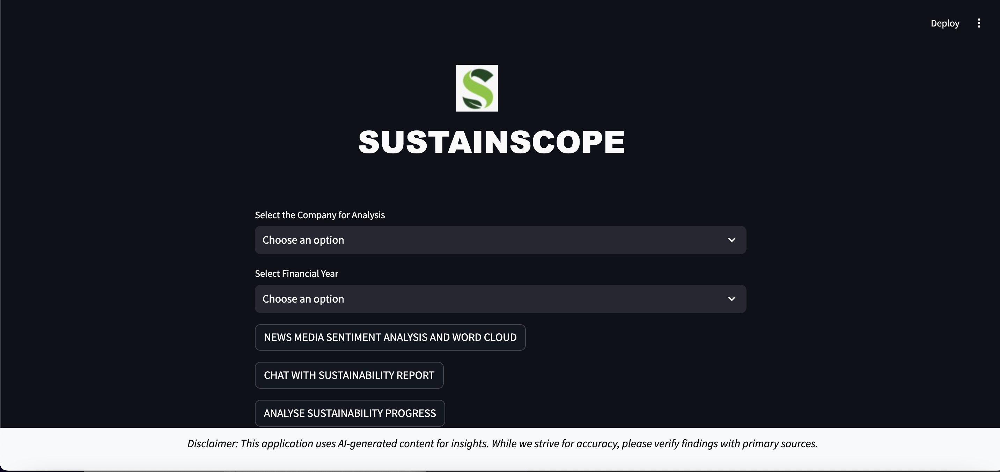 Deploy
SUSTAINSCOPE
Select the Company for Analysis
Choose an option
Select Financial Year
Choose an option
NEWS MEDIA SENTIMENT ANALYSIS AND WORD CLOUD
CHAT WITH SUSTAINABILITY REPORT
ANALYSE SUSTAINABILITY PROGRESS
Disclaimer: This application uses AI-generated content for insights. While we strive for accuracy, please verify findings with primary sources.